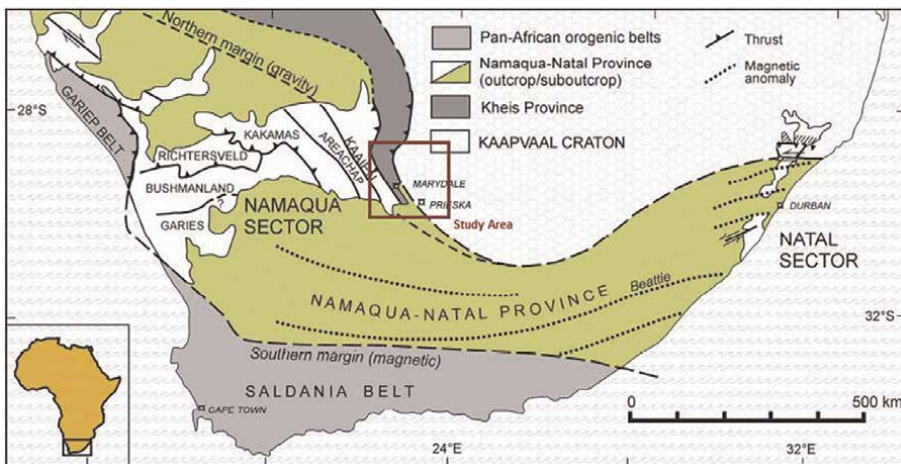 Northern margin (gravity)
28°S
GARIEP BELT
RICHTERSVELD
KAKAMAS
AREACHAP
KAAIEN
BUSHMANLAND
?
GARIES
NAMAQUA
SECTOR
MARYDALE
PRIESKA
Study Area
Pan-African orogenic belts
Namaqua-Natal Province
(outcrop/suboutcrop)
Kheis Province
KAAPVAAL CRATON
Thrust
Magnetic
anomaly
DURBAN
NATAL
SECTOR
NAMAQUA-NATAL PROVINCE
Beattie
32°S
Southern margin (magnetic)
SALDANIA BELT
CAPE TOWN
0
500 km
24°E
32°E